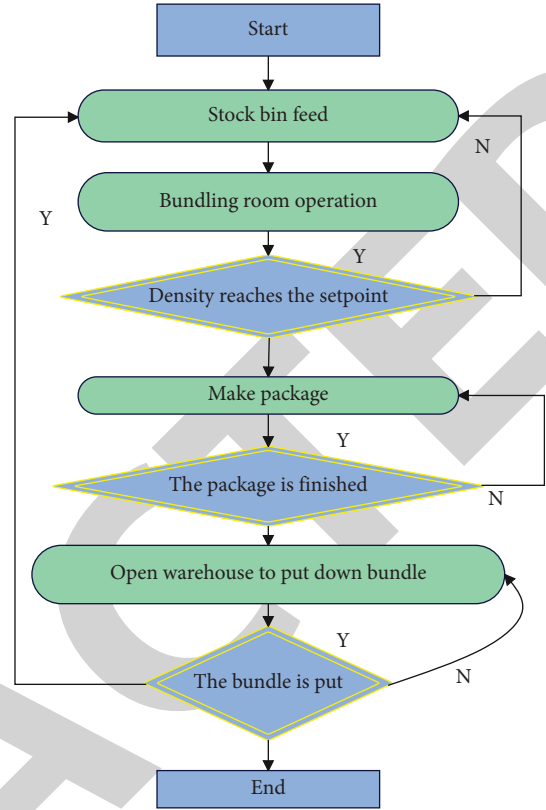 Start
Stock bin feed
N
Y
Bundling room operation
Y
Density reaches the setpoint
Make package
Y
The package is finished
N
Open warehouse to put down bundle
Y
The bundle is put
N
End